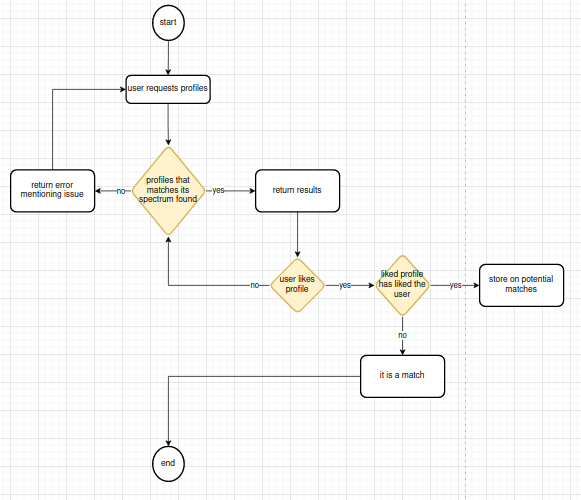 start
user requests profiles
profiles that
matches its
spectrum found
no
yes
return error
mentioning issue
return results
user likes
profile
no
yes
liked profile
has liked the
user
yes
store on potential
matches
no
it is a match
end